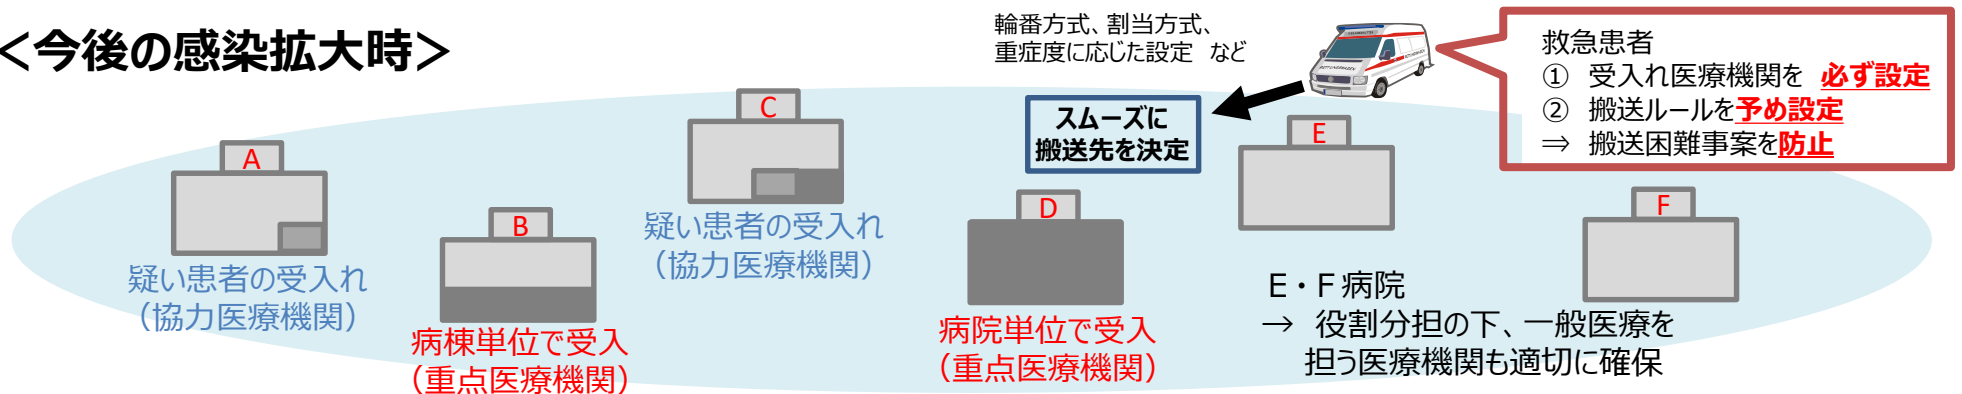 <今後の感染拡大時>
輪番方式、割当方式、
重症度に応じた設定 など
救急患者
① 受入れ医療機関を 必ず設定
② 搬送ルールを予め設定
⇒ 搬送困難事案を防止
スムーズに
搬送先を決定
A
疑い患者の受入れ
（協力医療機関）
B
病棟単位で受入
（重点医療機関）
C
疑い患者の受入れ
（協力医療機関）
D
病院単位で受入
（重点医療機関）
E
F
E・F病院
→ 役割分担の下、一般医療を
担う医療機関も適切に確保